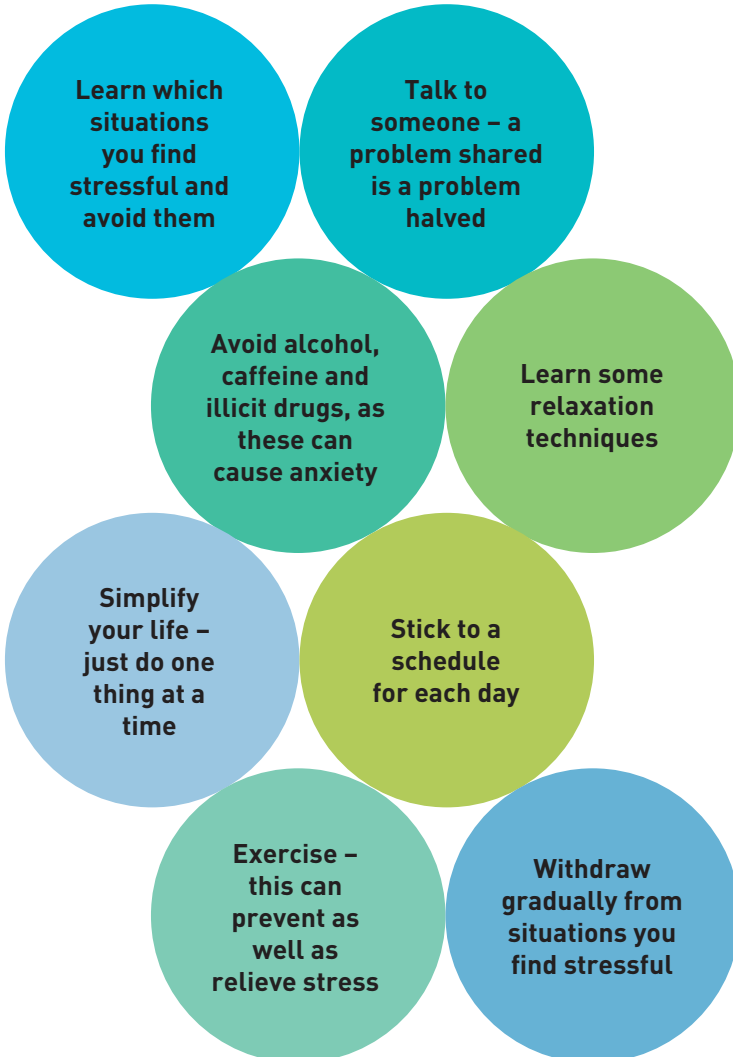 Learn which
situations
you find
stressful and
avoid them
Talk to
someone – a
problem shared
is a problem
halved
Avoid alcohol,
caffeine and
illicit drugs, as
these can
cause anxiety
Learn some
relaxation
techniques
Simplify
your life –
just do one
thing at a
time
Stick to a
schedule
for each day
Exercise –
this can
prevent as
well as
relieve stress
Withdraw
gradually from
situations you
find stressful